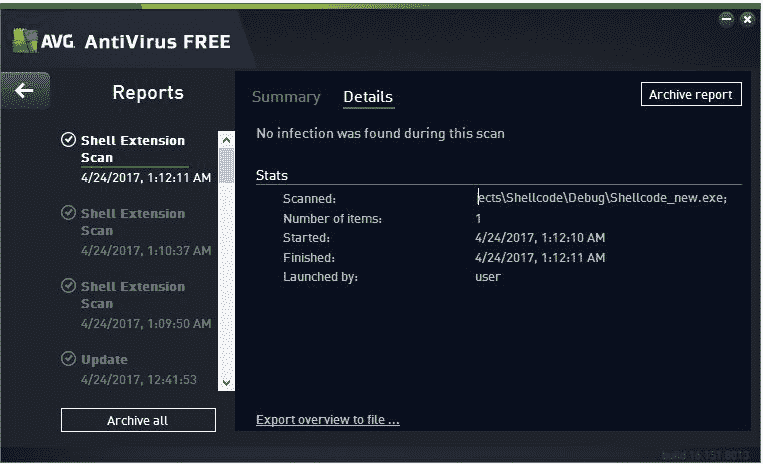 AVG. AntiVirus FREE
Reports
Shell Extension
Scan
4/24/2017, 1:12:11 AM
Shell Extension
Scan
4/24/2017, 1:10:37 AM
Shell Extension
Scan
4/24/2017, 1:09:50 AM
Update
4/24/2017, 12:41:53
Archive all
Summary Details
Archive report
No infection was found during this scan
Stats
Scanned: ects\Shellcode\Debug\Shellcode_new.exe;
Number of items: 1
Started: 4/24/2017, 1:12:10 AM
Finished: 4/24/2017, 1:12:11 AM
Launched by: user
Export overview to file ...
build 16.151.8013